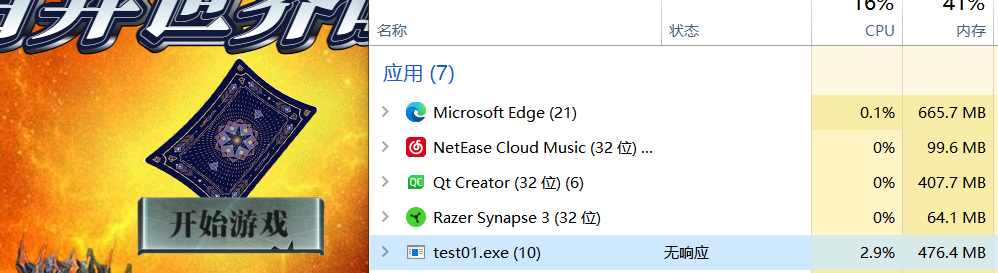 16% 41%
名称 状态 CPU 内存
应用 (7)
Microsoft Edge (21) 0.1% 665.7 MB
NetEase Cloud Music (32 位) ... 0% 99.6 MB
Qt Creator (32 位) (6) 0% 407.7 MB
Razer Synapse 3 (32 位) 0% 64.1 MB
test01.exe (10) 无响应 2.9% 476.4 MB
世界
开始游戏